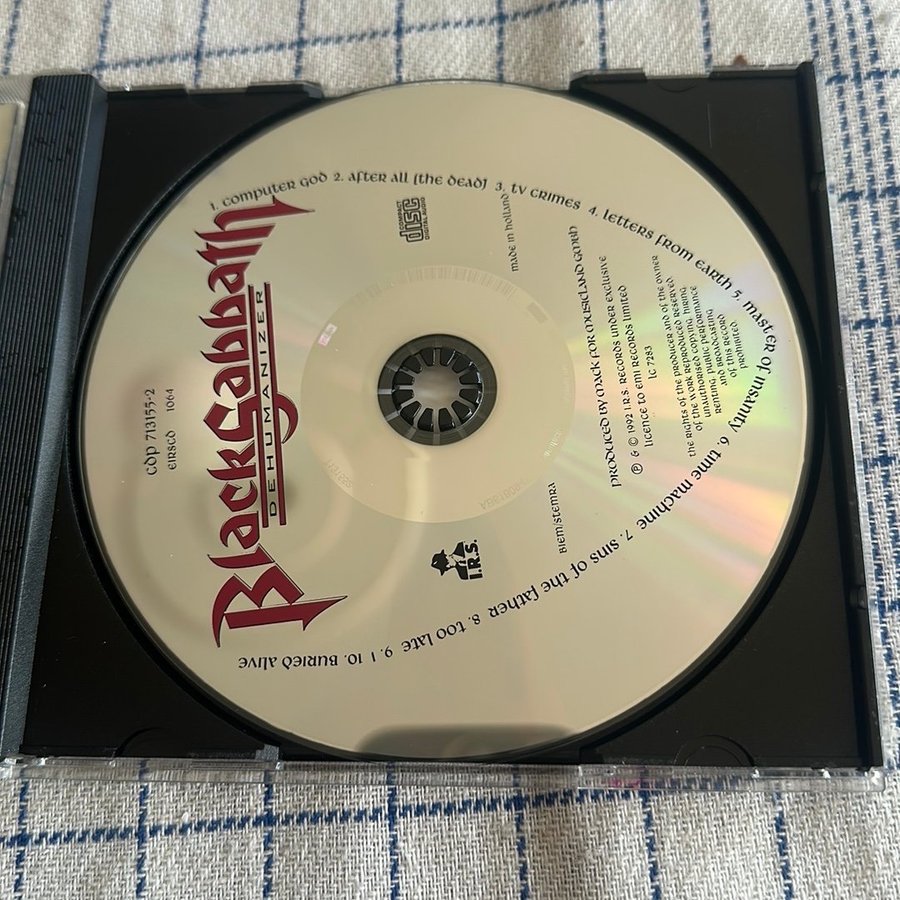 Black Sabbath
DEHUMANIZER
CDP 713155-2
EIRSCD 1064
1. computer god 2. after all (the dead) 3. tv crimes 4. letters from earth 5. master of insanity 6. time machine 7. sins of the father 8. too late 9. I 10. buried alive
COMPACT
disc
DIGITAL AUDIO
made in holland
produced by mack for musicland gmbh
℗ & © 1992 I.R.S. records under exclusive
licence to EMI records limited
LC 7283
the rights of the producer and of the owner
of the work reproduced reserved.
unauthorised copying, hiring,
renting, public performance
and broadcasting
of this record
prohibited.
BIEM/STEMRA
I.R.S.